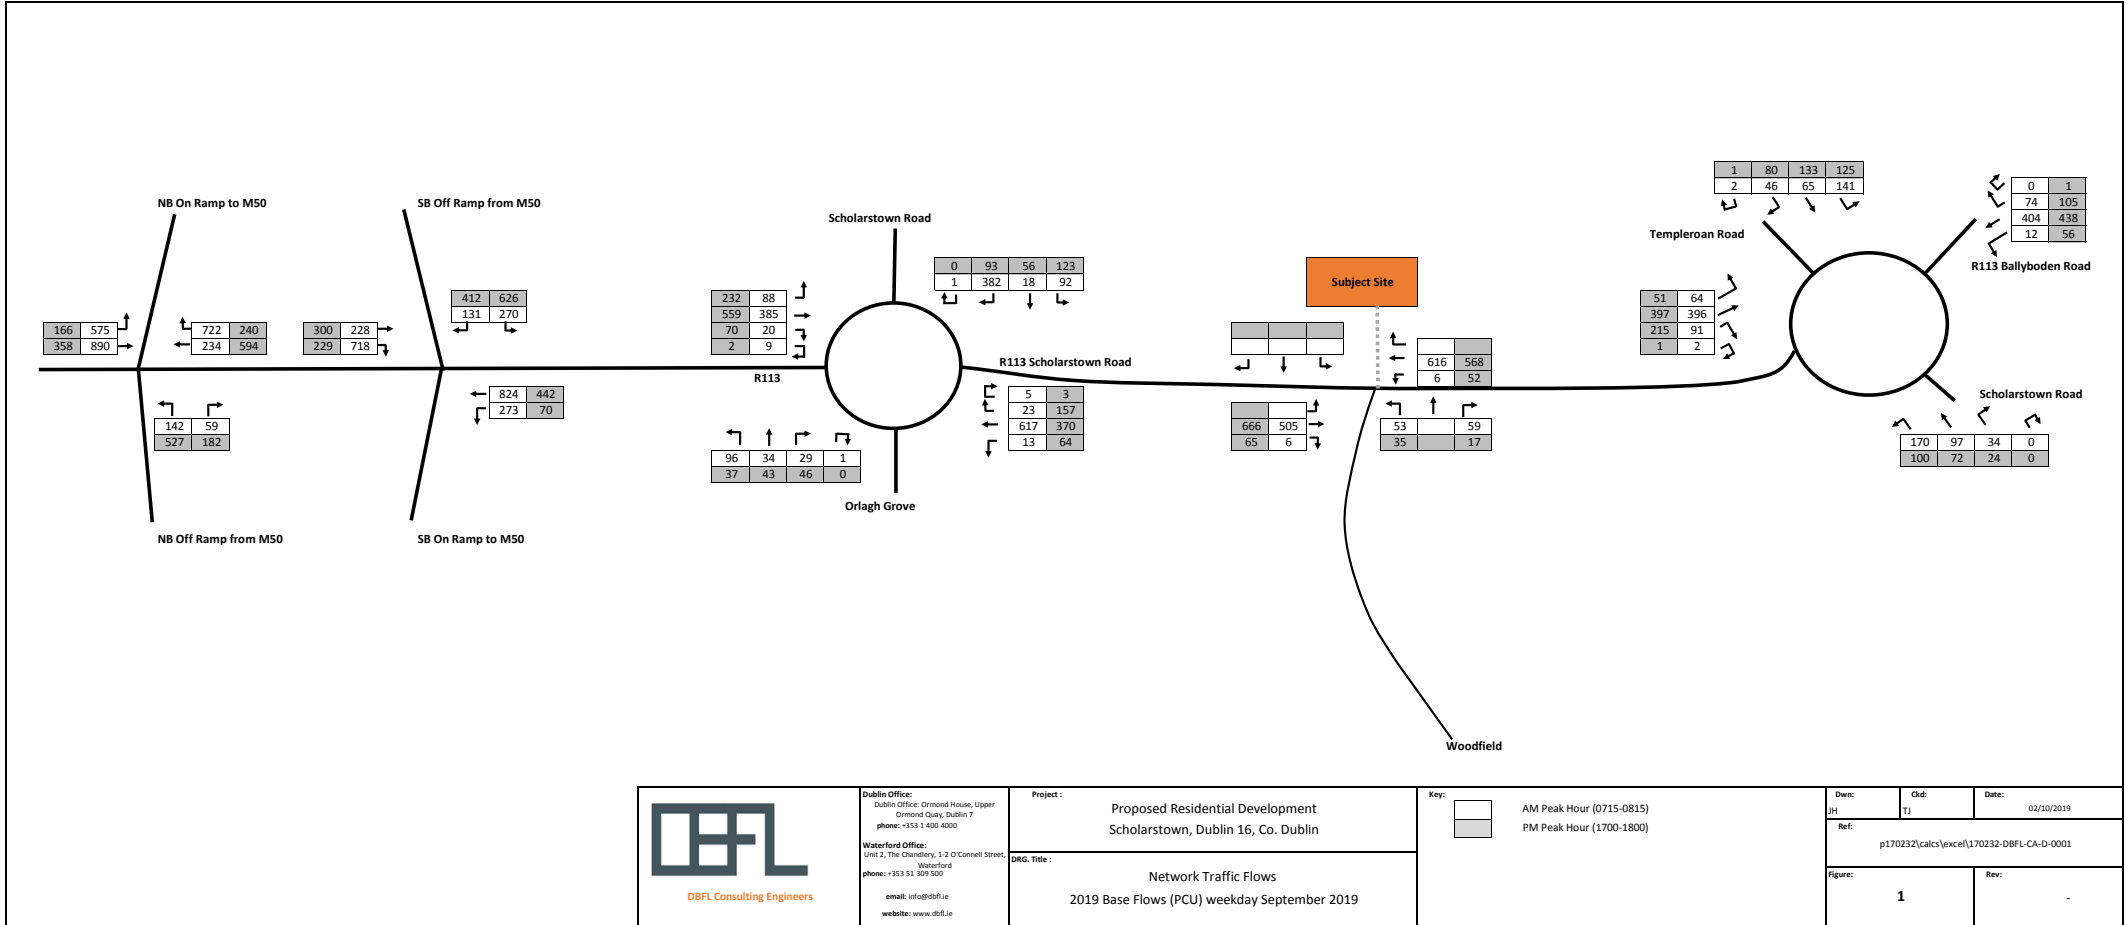 1 80 133 125
2 46 65 141
0 1
74 105
404 438
12 56
NB On Ramp to M50
SB Off Ramp from M50
Scholarstown Road
Templeroan Road
R113 Ballyboden Road
0 93 56 123
1 382 18 92
Subject Site
412 626
131 270
232 88
559 385
70 20
2 9
51 64
397 396
215 91
1 2
166 575
358 890
722 240
234 594
300 228
229 718
616 568
6 52
R113
R113 Scholarstown Road
824 442
273 70
5 3
23 157
617 370
13 64
666 505
65 6
53 59
35 17
Scholarstown Road
142 59
527 182
96 34 29 1
37 43 46 0
170 97 34 0
100 72 24 0
Orlagh Grove
NB Off Ramp from M50
SB On Ramp to M50
Woodfield
DBFL
DBFL Consulting Engineers
Dublin Office:
Dublin Office: Ormond House, Upper
Ormond Quay, Dublin 7
phone: +353 1 400 4000
Waterford Office:
Unit 2, The Chandlery, 1-2 O'Connell Street,
Waterford
phone: +353 51 309 500
email: info@dbfl.ie
website: www.dbfl.ie
Project :
Proposed Residential Development
Scholarstown, Dublin 16, Co. Dublin
DRG. Title :
Network Traffic Flows
2019 Base Flows (PCU) weekday September 2019
Key:
AM Peak Hour (0715-0815)
PM Peak Hour (1700-1800)
Dwn:
JH
Ckd:
TJ
Date:
02/10/2019
Ref:
p170232\calcs\excel\170232-DBFL-CA-D-0001
Figure:
1
Rev:
-